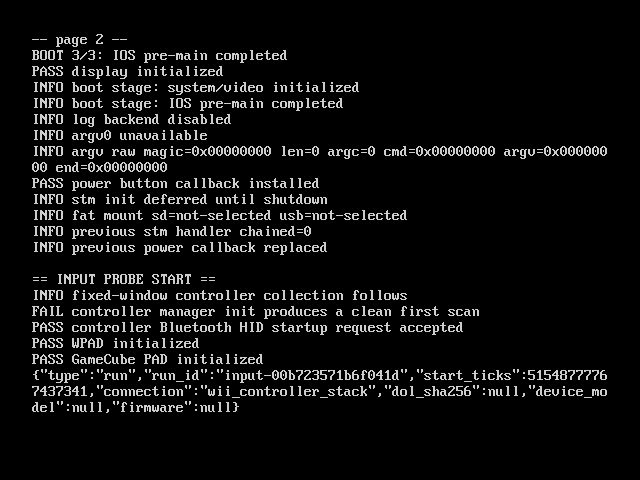 -- page 2 --
BOOT 3/3: IOS pre-main completed
PASS display initialized
INFO boot stage: system/video initialized
INFO boot stage: IOS pre-main completed
INFO log backend disabled
INFO argv0 unavailable
INFO argv raw magic=0x00000000 len=0 argc=0 cmd=0x00000000 argv=0x000000
00 end=0x00000000
PASS power button callback installed
INFO stm init deferred until shutdown
INFO fat mount sd=not-selected usb=not-selected
INFO previous stm handler chained=0
INFO previous power callback replaced
== INPUT PROBE START ==
INFO fixed-window controller collection follows
FAIL controller manager init produces a clean first scan
PASS controller Bluetooth HID startup request accepted
PASS WPAD initialized
PASS GameCube PAD initialized
{"type":"run","run_id":"input-00b723571b6f041d","start_ticks":5154877776
7437341,"connection":"wii_controller_stack","dol_sha256":null,"device_mo
del":null,"firmware":null}